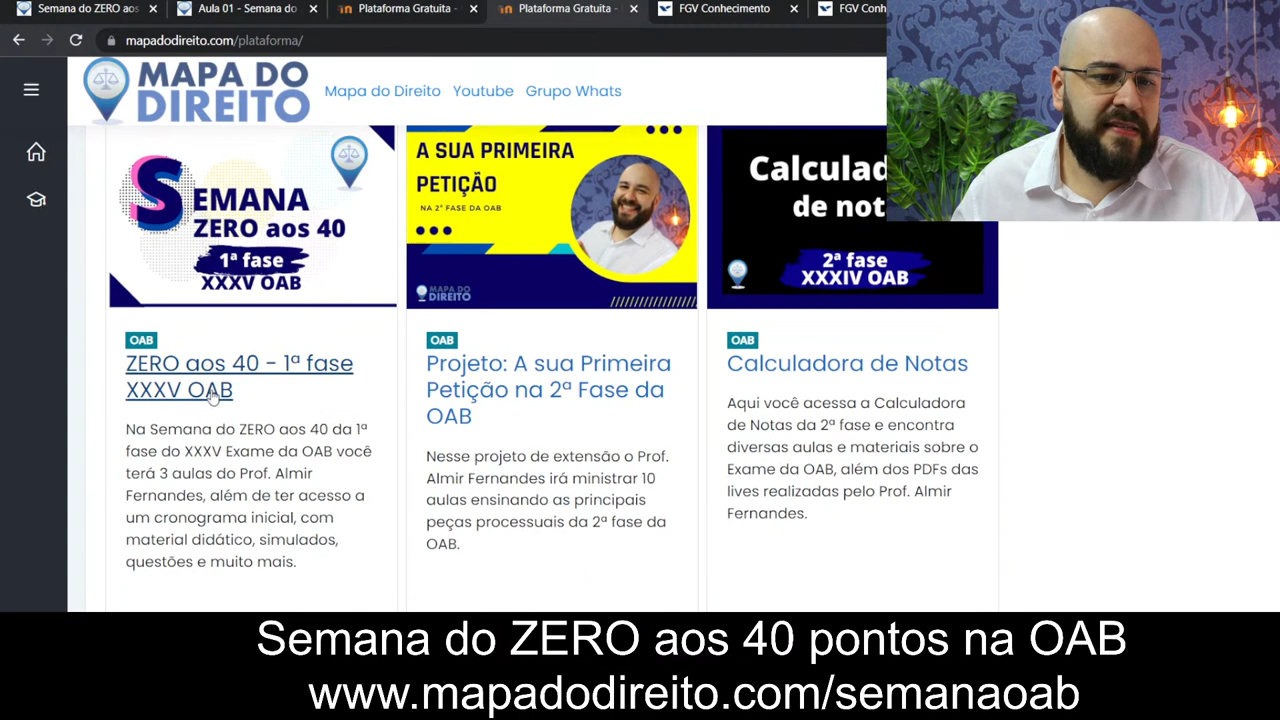 Semana do ZERO aos
Aula 01 - Semana do
Plataforma Gratuita -
Plataforma Gratuita -
FGV Conhecimento
FGV Conh
mapadodireito.com/plataforma/
MAPA DO
DIREITO
Mapa do Direito
Youtube
Grupo Whats
SEMANA
ZERO aos 40
1ª fase
XXXV OAB
A SUA PRIMEIRA
PETIÇÃO
NA 2ª FASE DA OAB
MAPA DO
DIREITO
Calculad
de not
2ª fase
XXXIV OAB
OAB
ZERO aos 40 - 1ª fase
XXXV OAB
Na Semana do ZERO aos 40 da 1ª
fase do XXXV Exame da OAB você
terá 3 aulas do Prof. Almir
Fernandes, além de ter acesso a
um cronograma inicial, com
material didático, simulados,
questões e muito mais.
OAB
Projeto: A sua Primeira
Petição na 2ª Fase da
OAB
Nesse projeto de extensão o Prof.
Almir Fernandes irá ministrar 10
aulas ensinando as principais
peças processuais da 2ª fase da
OAB.
OAB
Calculadora de Notas
Aqui você acessa a Calculadora
de Notas da 2ª fase e encontra
diversas aulas e materiais sobre o
Exame da OAB, além dos PDFs das
lives realizadas pelo Prof. Almir
Fernandes.
Semana do ZERO aos 40 pontos na OAB
www.mapadodireito.com/semanaoab